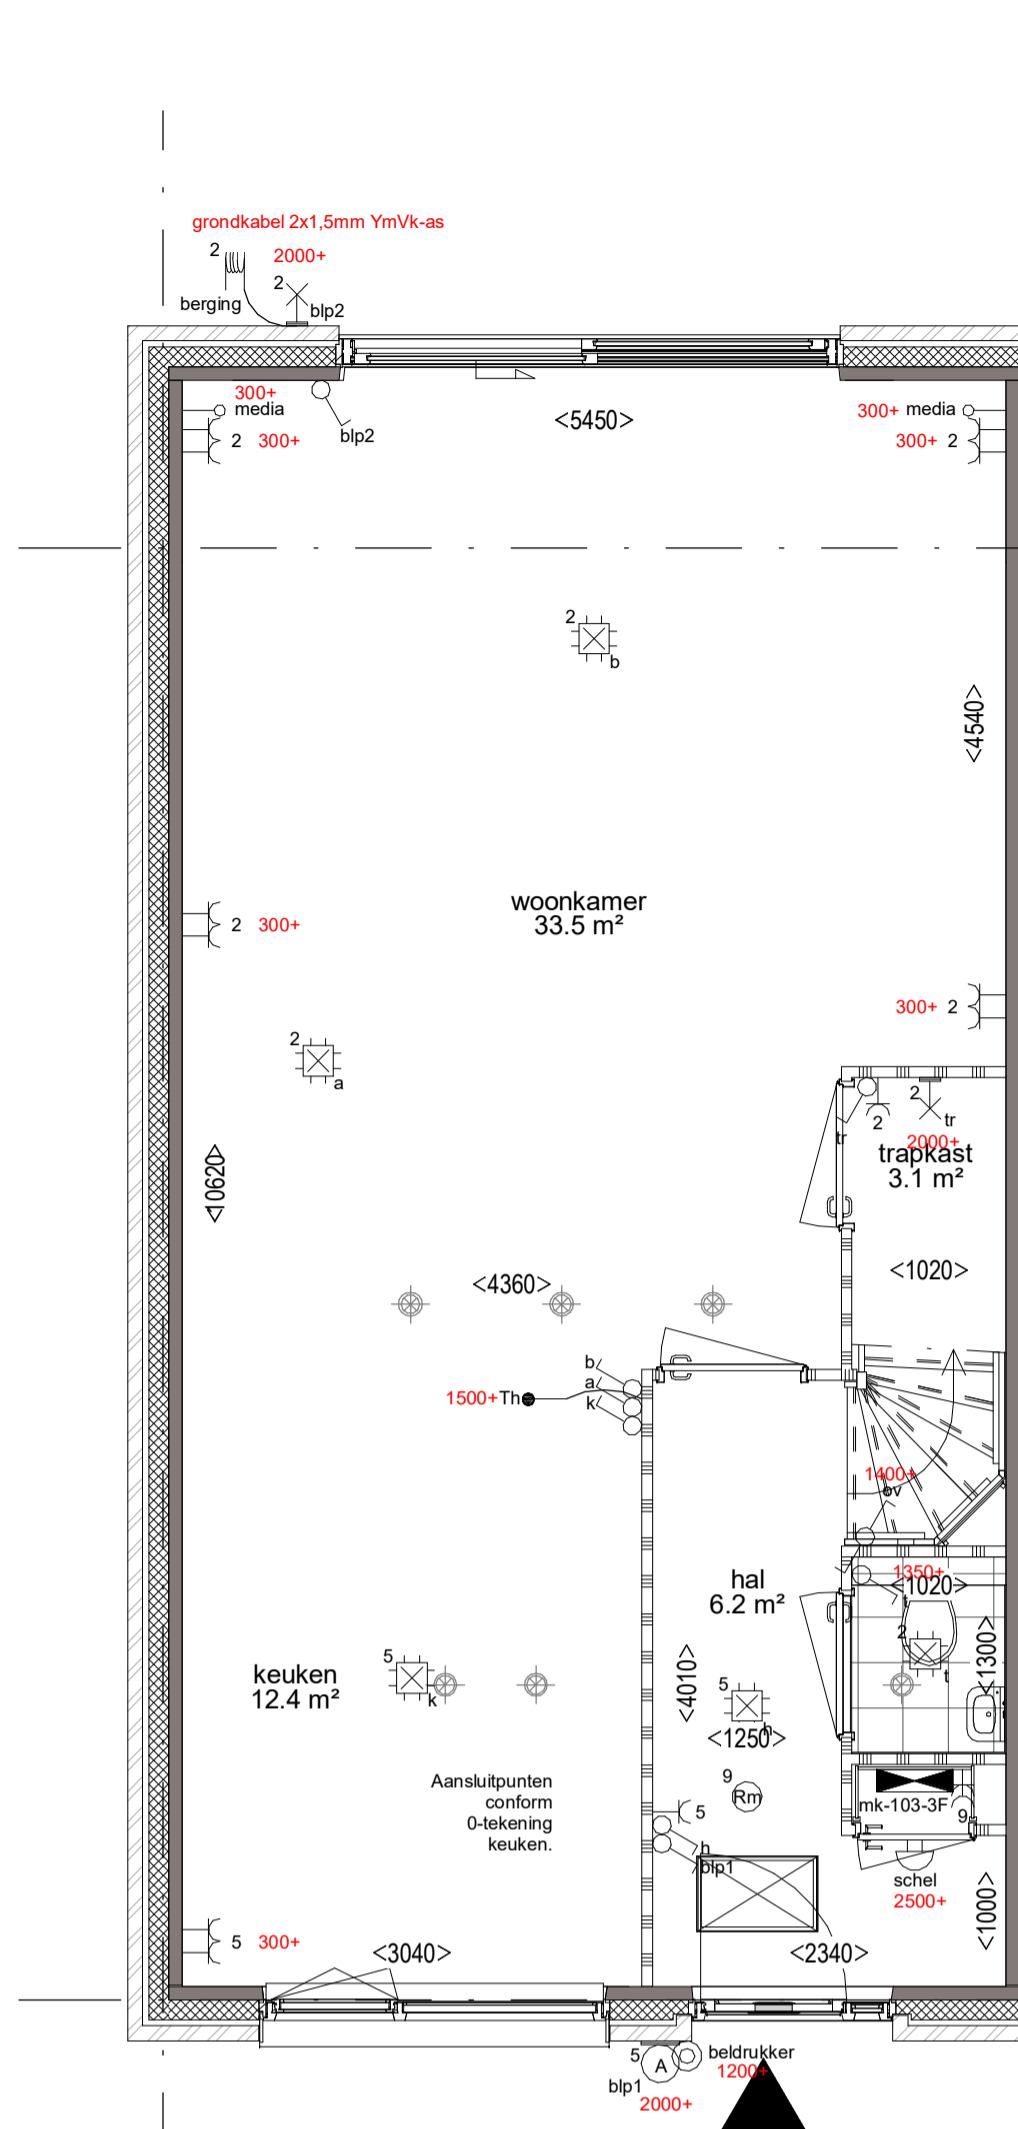 grondkabel 2x1,5mm YmVk-as
2
2000+
2
berging
blp2
300+
media
2 300+
blp2
<5450>
300+ media
300+ 2
2
b
<4540>
woonkamer
33.5 m²
2 300+
300+ 2
2
a
2
2
tr
tr
2000+
trapkast
3.1 m²
<10620>
<1020>
<4360>
b
a
k
1500+Th
1400+
v
1350+
<1020>
hal
6.2 m²
t
2
t
<1300>
keuken
12.4 m²
5
k
<4010>
5
h
<1250>
9
Rm
Aansluitpunten
conform
0-tekening
keuken.
5
mk-103-3F
9
h
blp1
schel
2500+
<1000>
5 300+
<3040>
<2340>
5
A
beldrukker
1200+
blp1
2000+